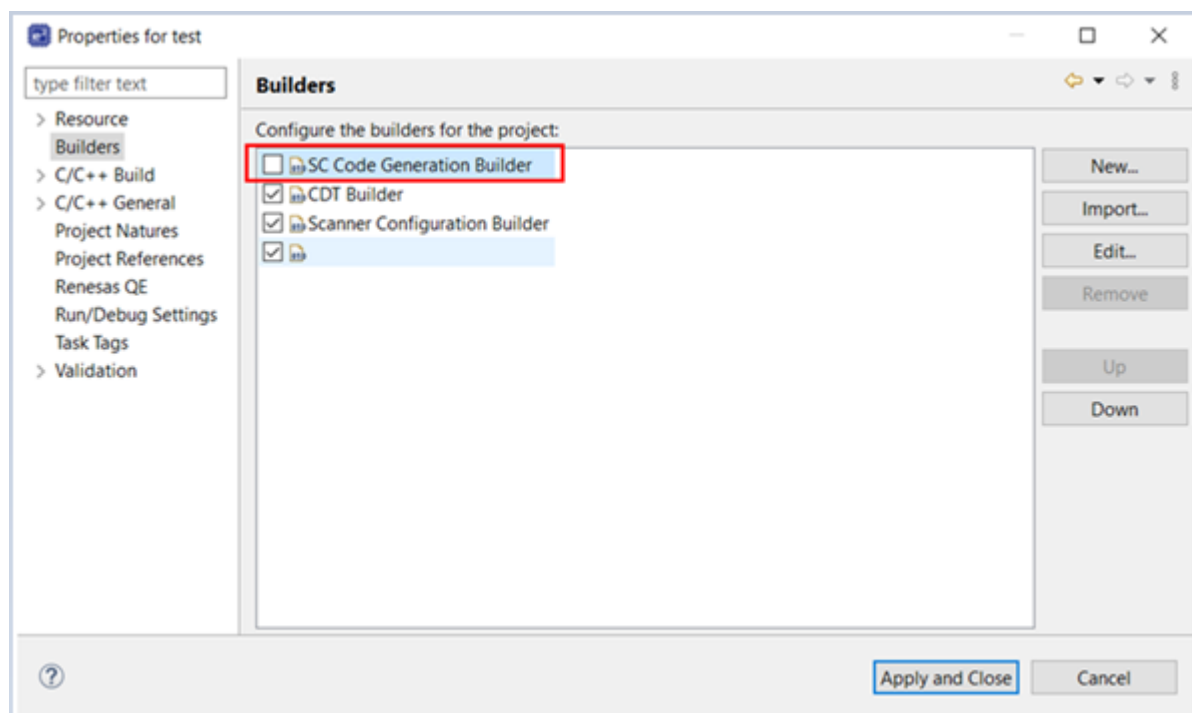 Properties for test
type filter text
Resource
Builders
C/C++ Build
C/C++ General
Project Natures
Project References
Renesas QE
Run/Debug Settings
Task Tags
Validation
Builders
Configure the builders for the project:
SC Code Generation Builder
CDT Builder
Scanner Configuration Builder
New...
Import...
Edit...
Remove
Up
Down
Apply and Close
Cancel